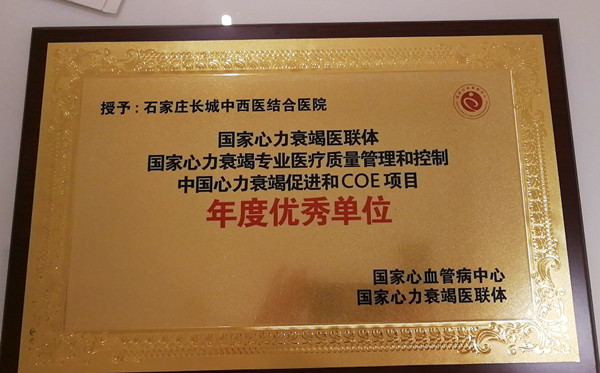 授予：石家庄长城中西医结合医院
国家心力衰竭医联体
国家心力衰竭专业医疗质量管理和控制
中国心力衰竭促进和COE项目
年度优秀单位
国家心血管病中心
国家心力衰竭医联体